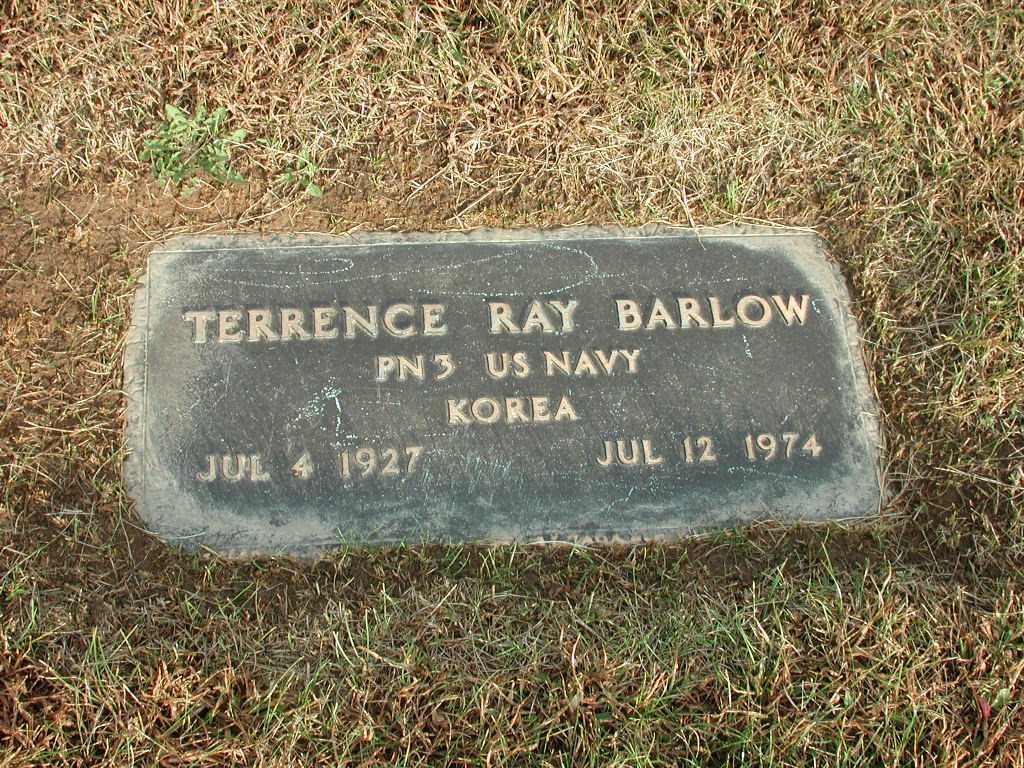 TERRENCE RAY BARLOW
PN3 US NAVY
KOREA
JUL 4 1927 JUL 12 1974